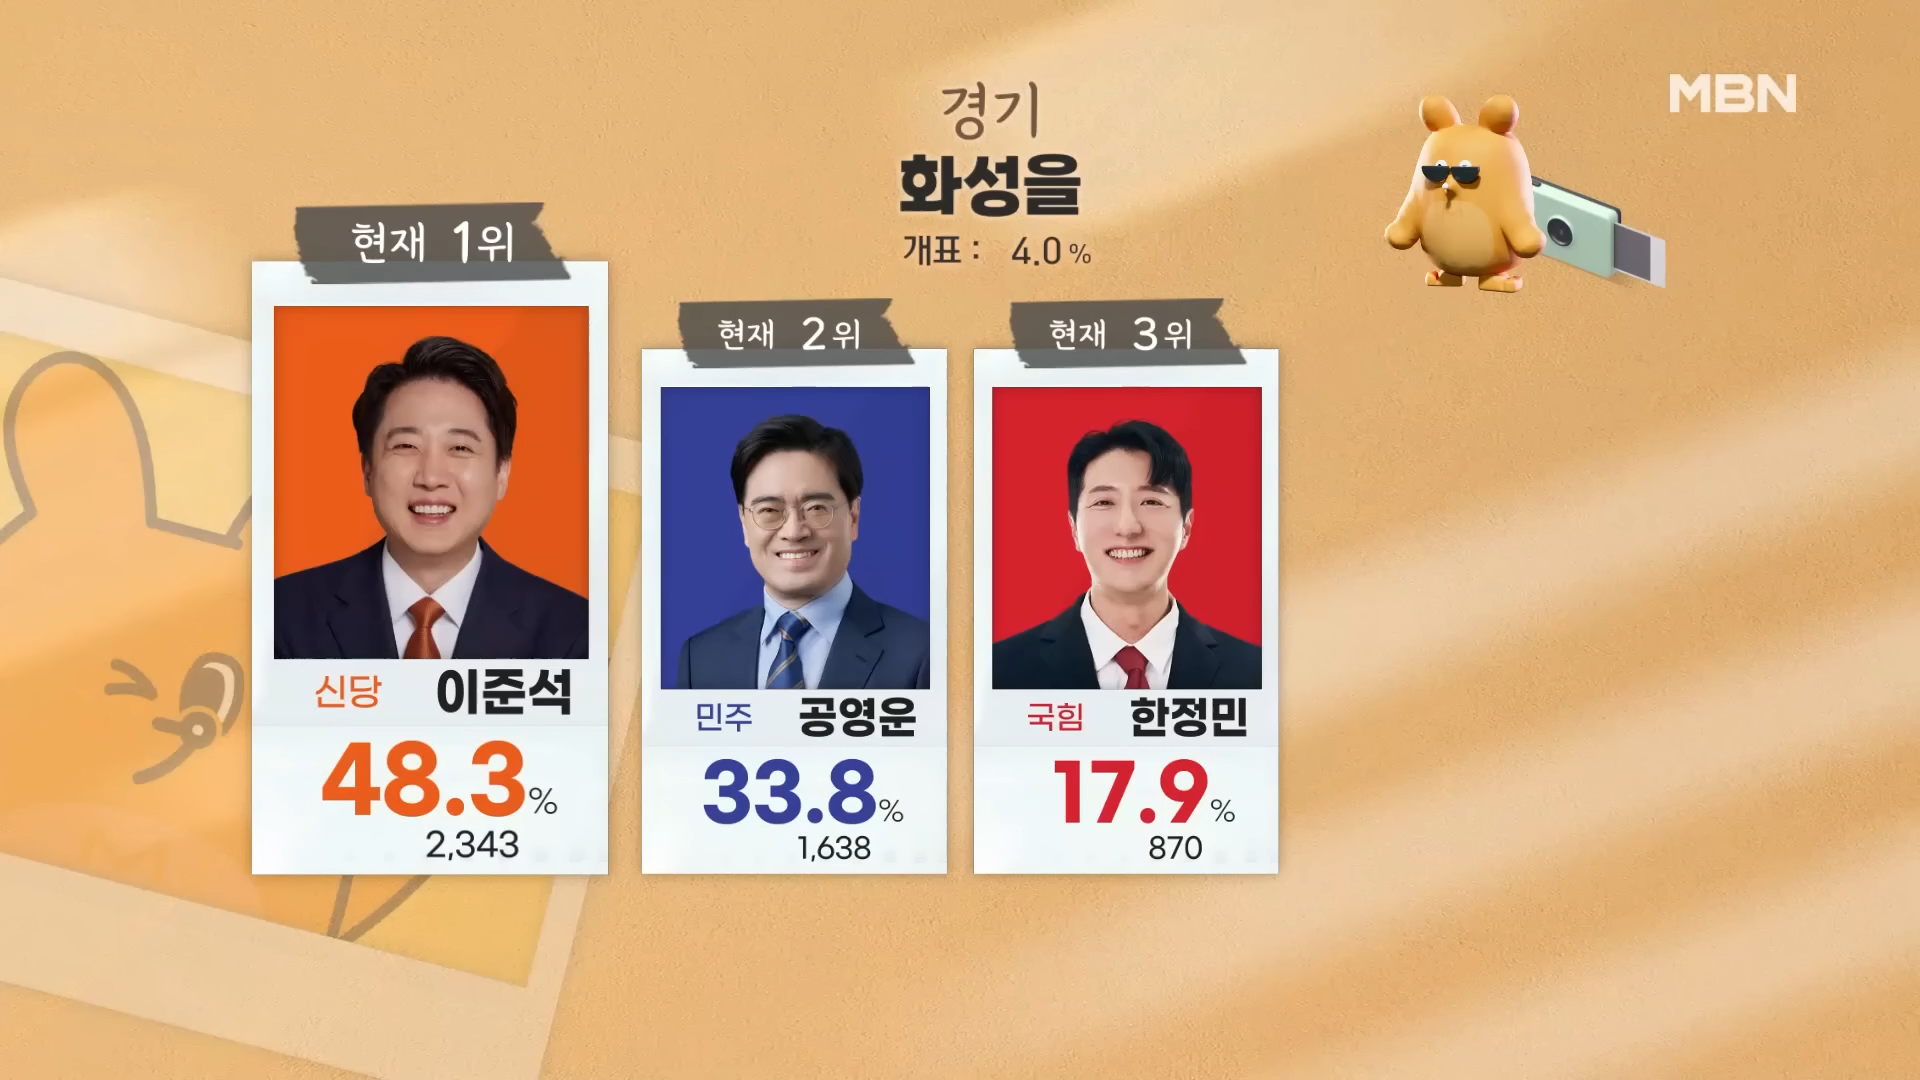 MBN
경기
화성을
개표 : 4.0 %
현재 1위
신당 이준석
48.3%
2,343
현재 2위
민주 공영운
33.8%
1,638
현재 3위
국힘 한정민
17.9%
870